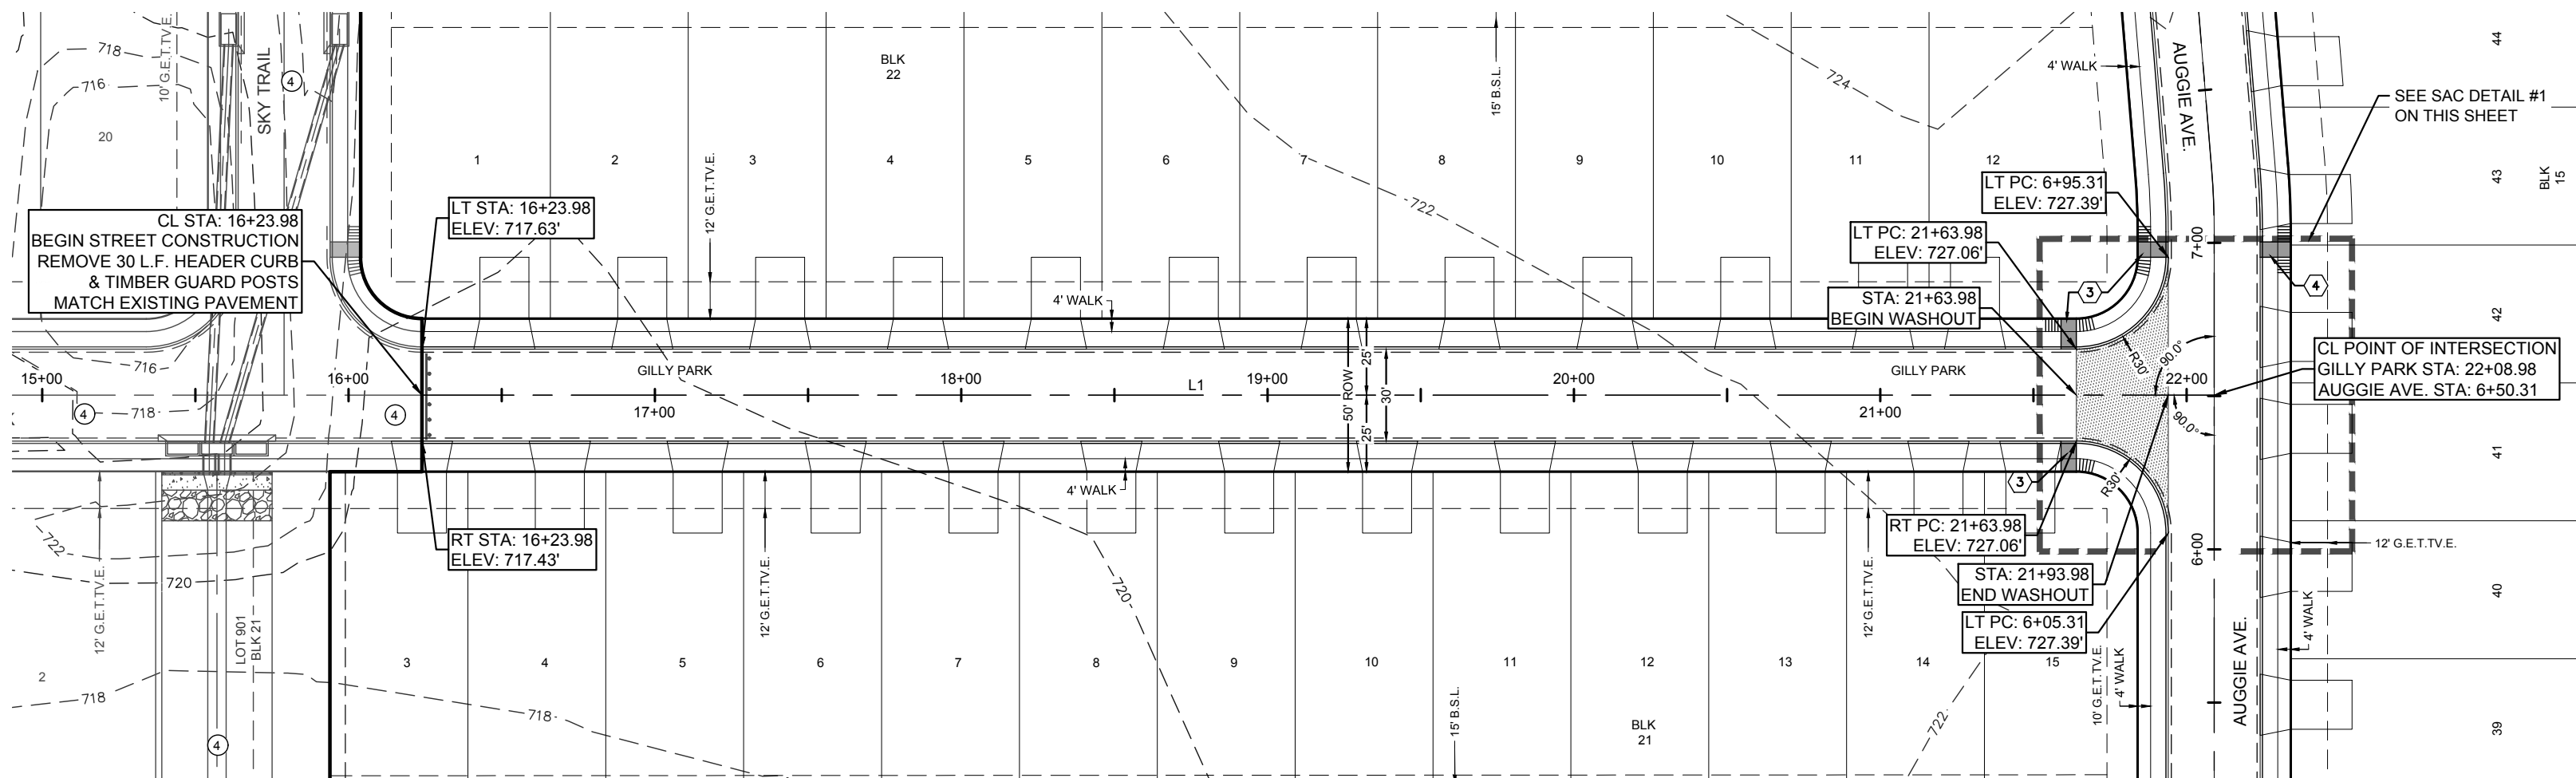 718
716
20
10' G.E.T.TV.E.
SKY TRAIL
4
BLK
22
15' B.S.L.
724
4' WALK
AUGGIE AVE.
44
SEE SAC DETAIL #1
ON THIS SHEET
43
BLK
15
1
2
3
4
5
6
7
8
9
10
11
12
12' G.E.T.TV.E.
722
CL STA: 16+23.98
BEGIN STREET CONSTRUCTION
REMOVE 30 L.F. HEADER CURB
& TIMBER GUARD POSTS
MATCH EXISTING PAVEMENT
LT STA: 16+23.98
ELEV: 717.63'
LT PC: 6+95.31
ELEV: 727.39'
LT PC: 21+63.98
ELEV: 727.06'
STA: 21+63.98
BEGIN WASHOUT
7+00
3
4
42
4' WALK
716
718
4
4
15+00
16+00
GILLY PARK
17+00
18+00
L1
19+00
50' ROW
25'
25'
30'
20+00
GILLY PARK
21+00
R30'
90.0°
22+00
90.0°
R30'
CL POINT OF INTERSECTION
GILLY PARK STA: 22+08.98
AUGGIE AVE. STA: 6+50.31
41
4' WALK
3
RT STA: 16+23.98
ELEV: 717.43'
RT PC: 21+63.98
ELEV: 727.06'
STA: 21+93.98
END WASHOUT
LT PC: 6+05.31
ELEV: 727.39'
6+00
12' G.E.T.TV.E.
40
722
720
12' G.E.T.TV.E.
LOT 901
BLK 21
2
718
4
12' G.E.T.TV.E.
720
12' G.E.T.TV.E.
3
4
5
6
7
8
9
10
11
12
13
14
15
718
15' B.S.L.
BLK
21
722
10' G.E.T.TV.E.
4' WALK
AUGGIE AVE.
4' WALK
39